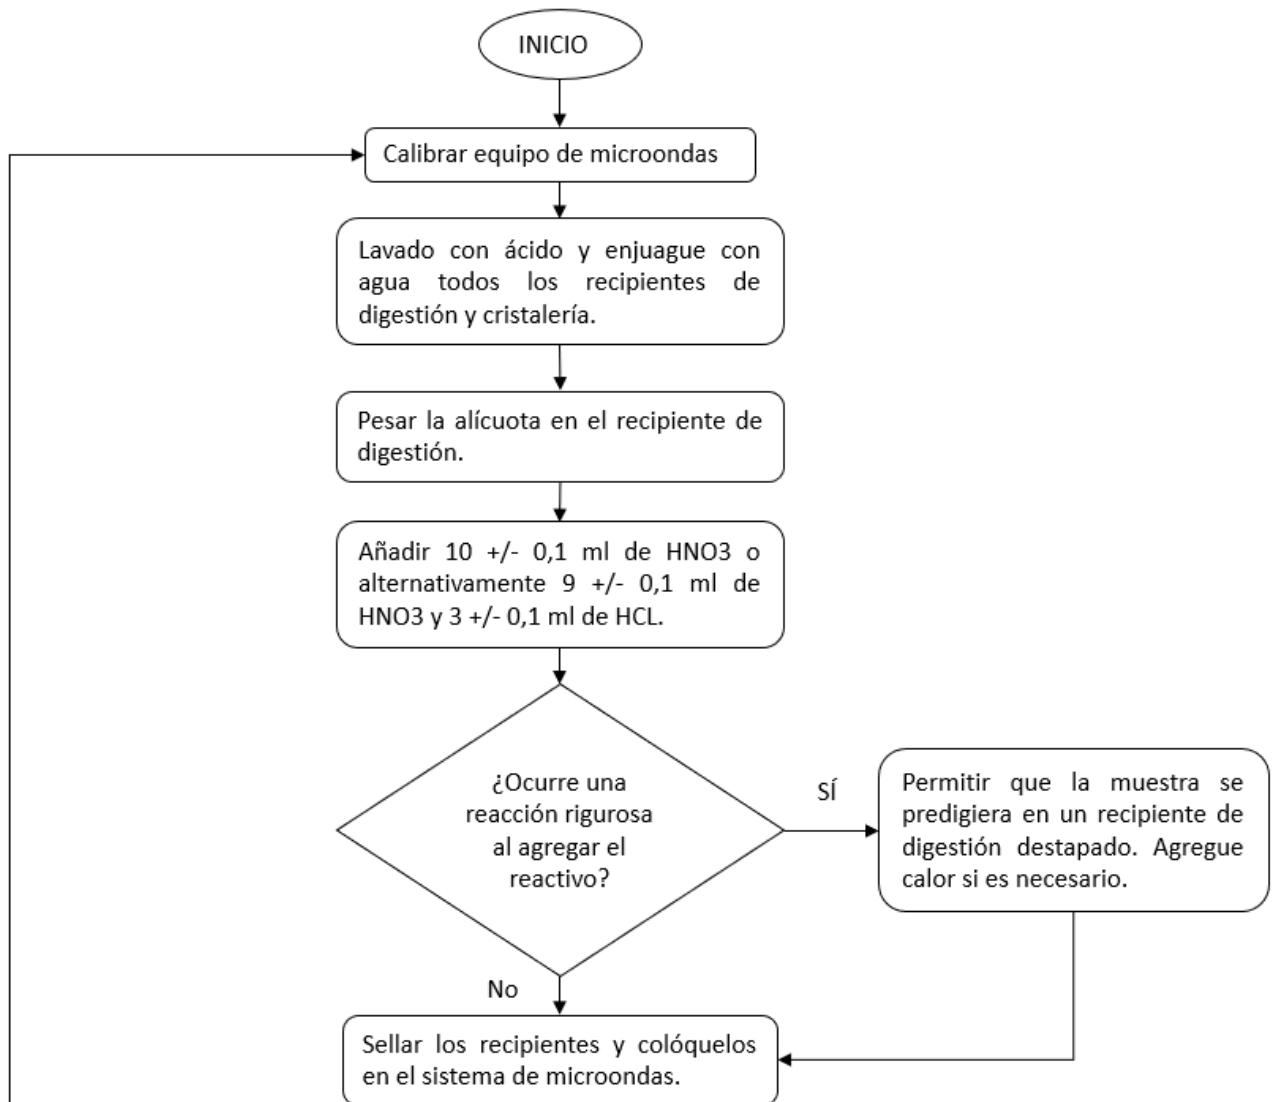 INICIO
Calibrar equipo de microondas
Lavado con ácido y enjuague con
agua todos los recipientes de
digestión y cristalería.
Pesar la alícuota en el recipiente de
digestión.
Añadir 10 +/- 0,1 ml de HNO3 o
alternativamente 9 +/- 0,1 ml de
HNO3 y 3 +/- 0,1 ml de HCL.
¿Ocurre una
reacción rigurosa
al agregar el
reactivo?
SÍ
Permitir que la muestra se
predigiera en un recipiente de
digestión destapado. Agregue
calor si es necesario.
No
Sellar los recipientes y colóquelos
en el sistema de microondas.